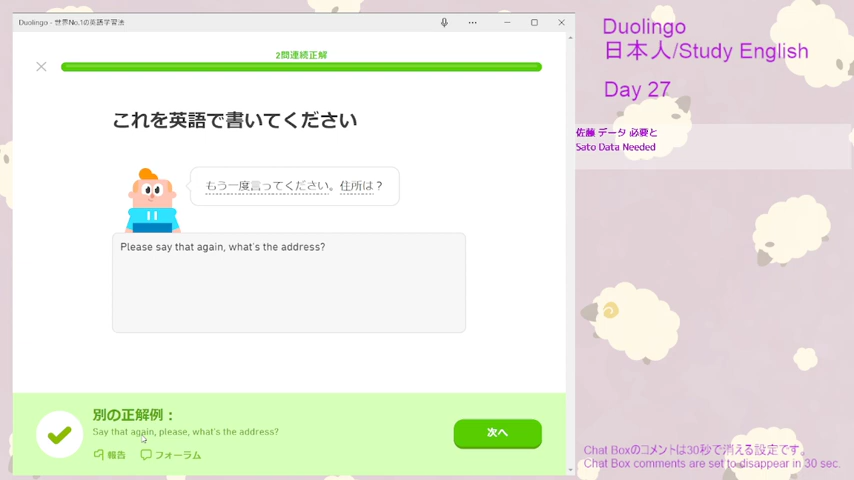 Duolingo - 世界No.1の英語学習法
2問連続正解
これを英語で書いてください
もう一度言ってください。住所は？
Please say that again, what's the address?
別の正解例：
Say that again, please, what's the address?
報告 フォーラム
次へ
Duolingo
日本人/Study English
Day 27
佐藤 データ 必要と
Sato Data Needed
Chat Boxのコメントは30秒で消える設定です
Chat Box comments are set to disappear in 30 sec.